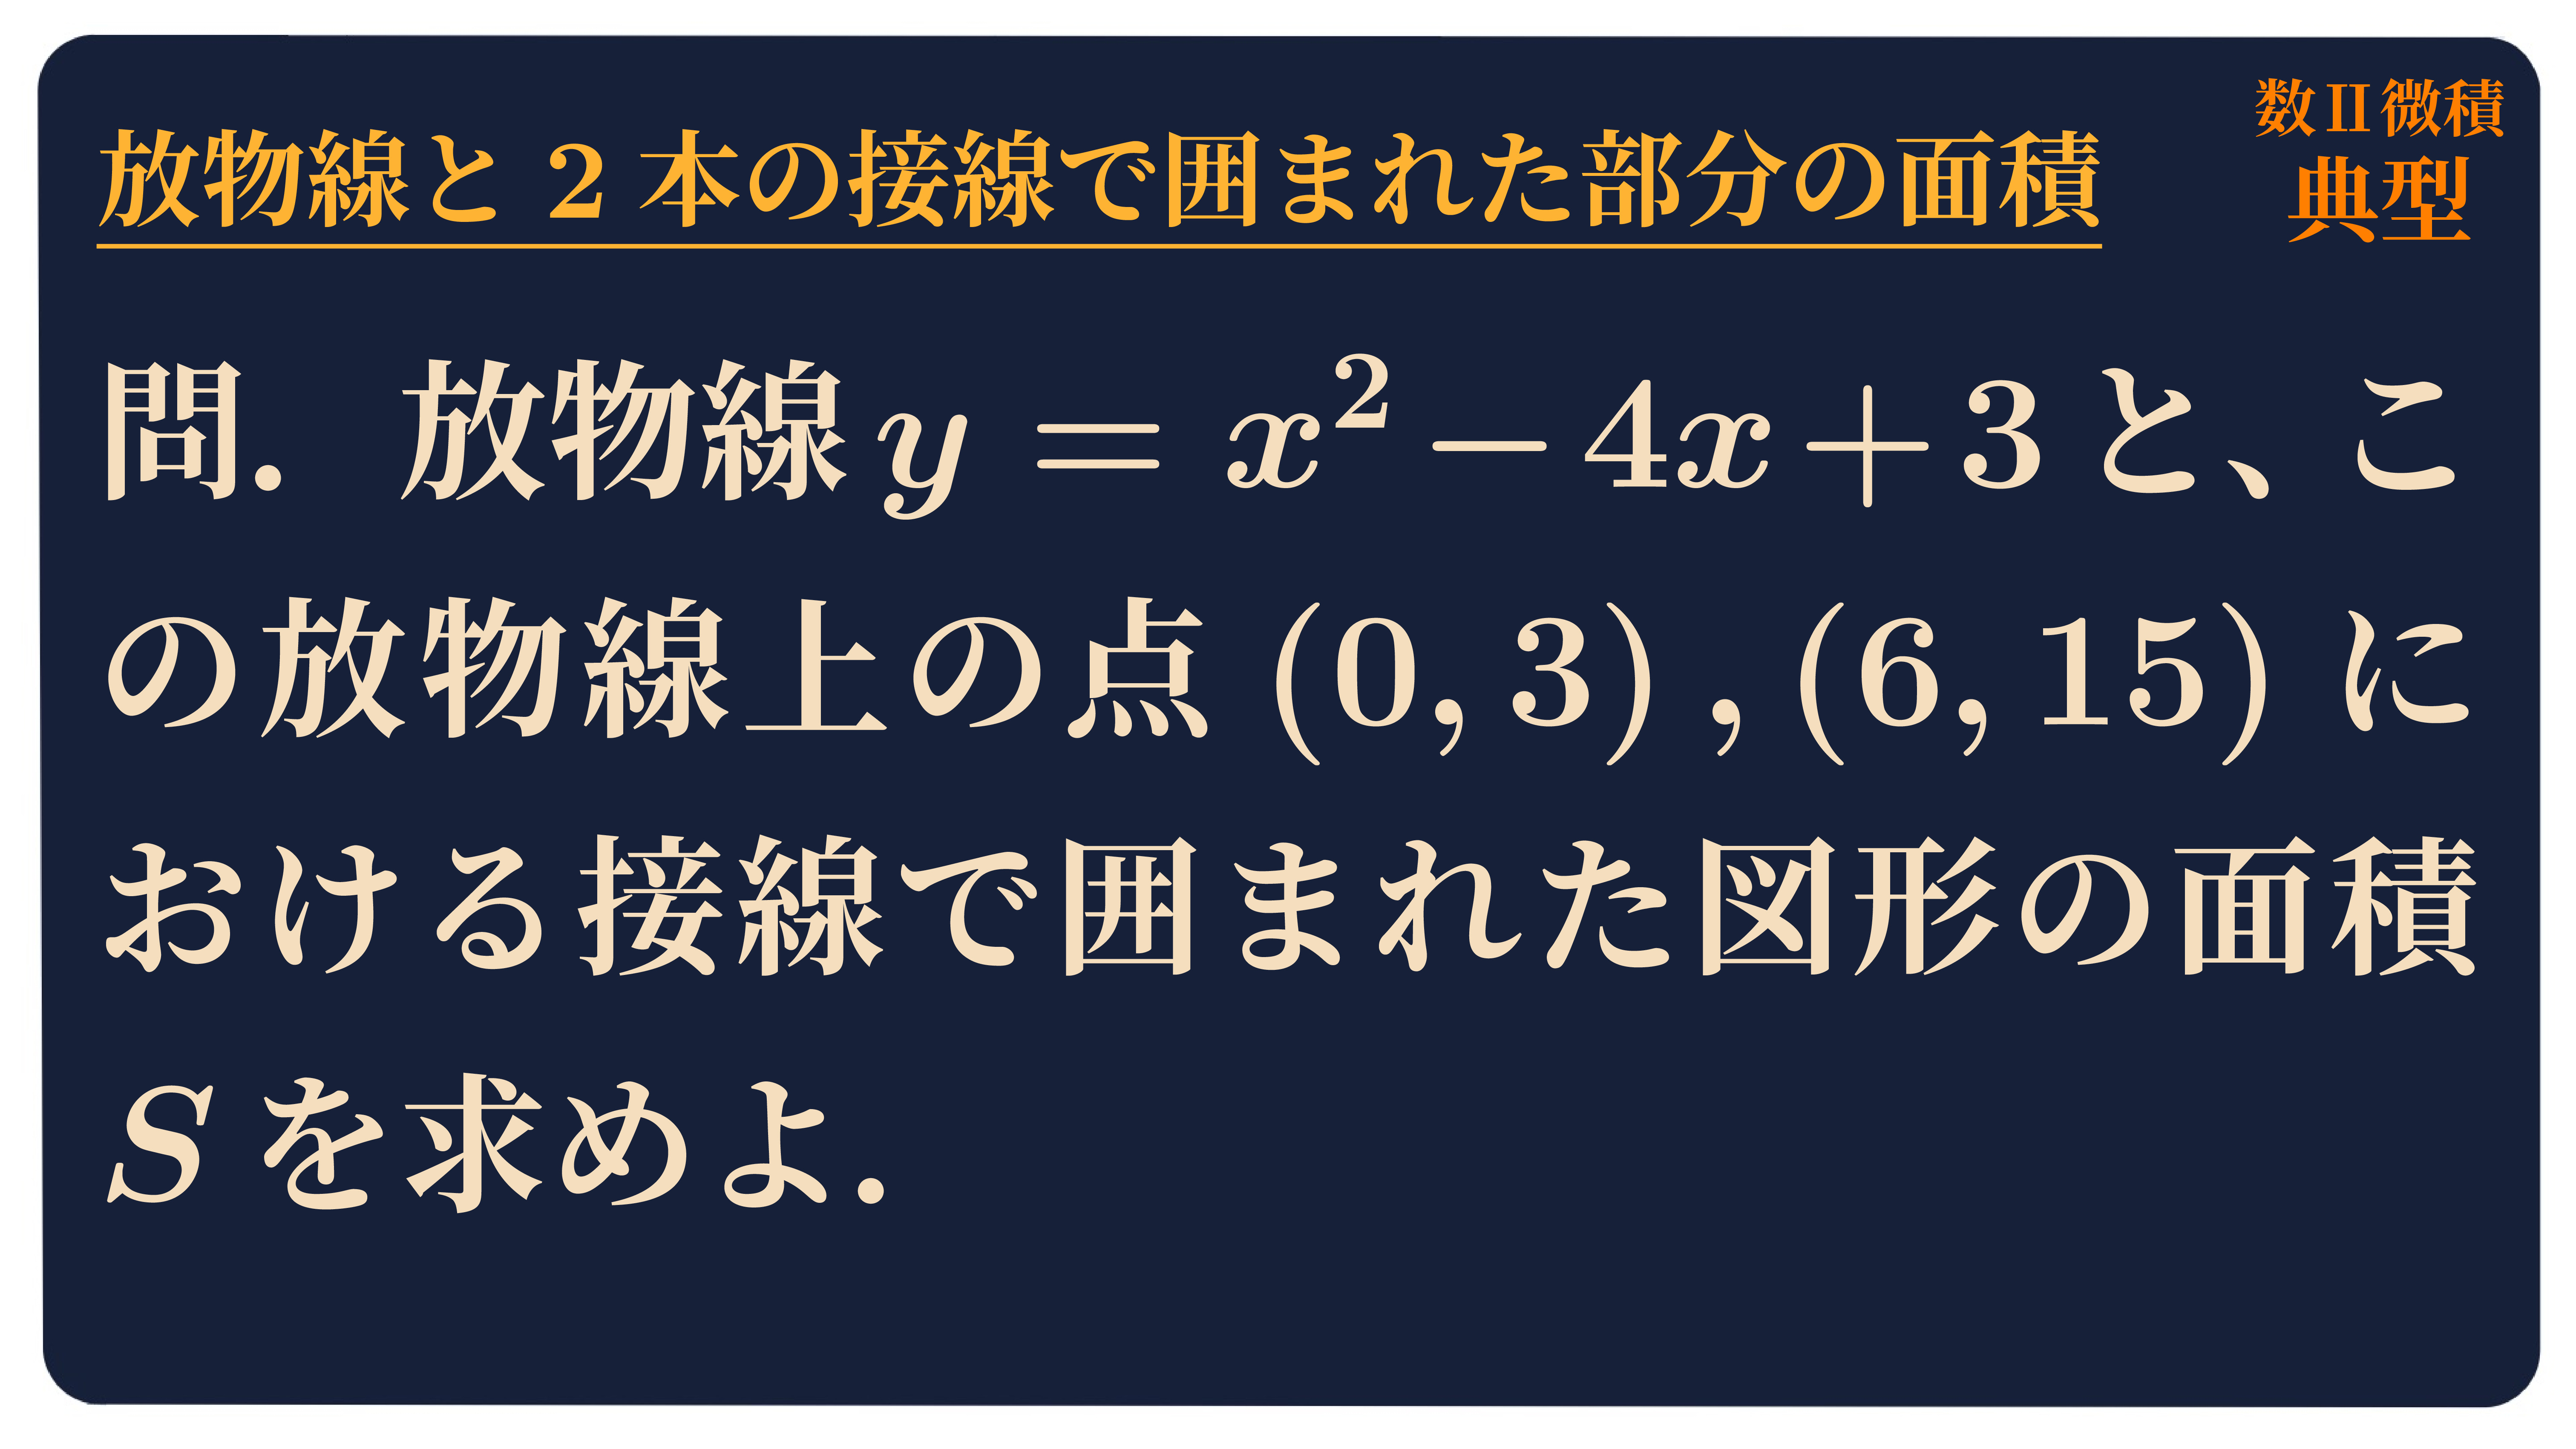 放物線と 2 本の接線で囲まれた部分の面積
数Ⅱ微積
典型
問. 放物線 y = x² − 4x + 3 と、こ
の放物線上の点 (0, 3) , (6, 15) に
おける接線で囲まれた図形の面積
S を求めよ.